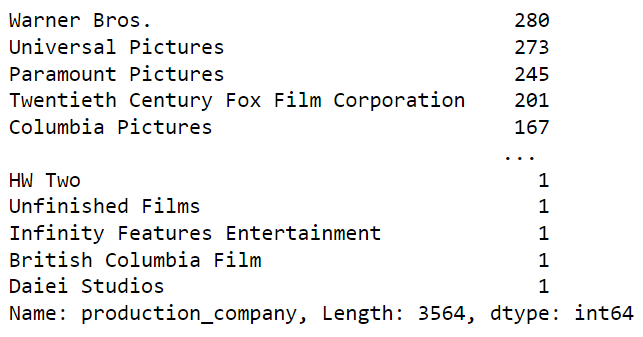 Warner Bros. 280
Universal Pictures 273
Paramount Pictures 245
Twentieth Century Fox Film Corporation 201
Columbia Pictures 167
...
HW Two 1
Unfinished Films 1
Infinity Features Entertainment 1
British Columbia Film 1
Daiei Studios 1
Name: production_company, Length: 3564, dtype: int64